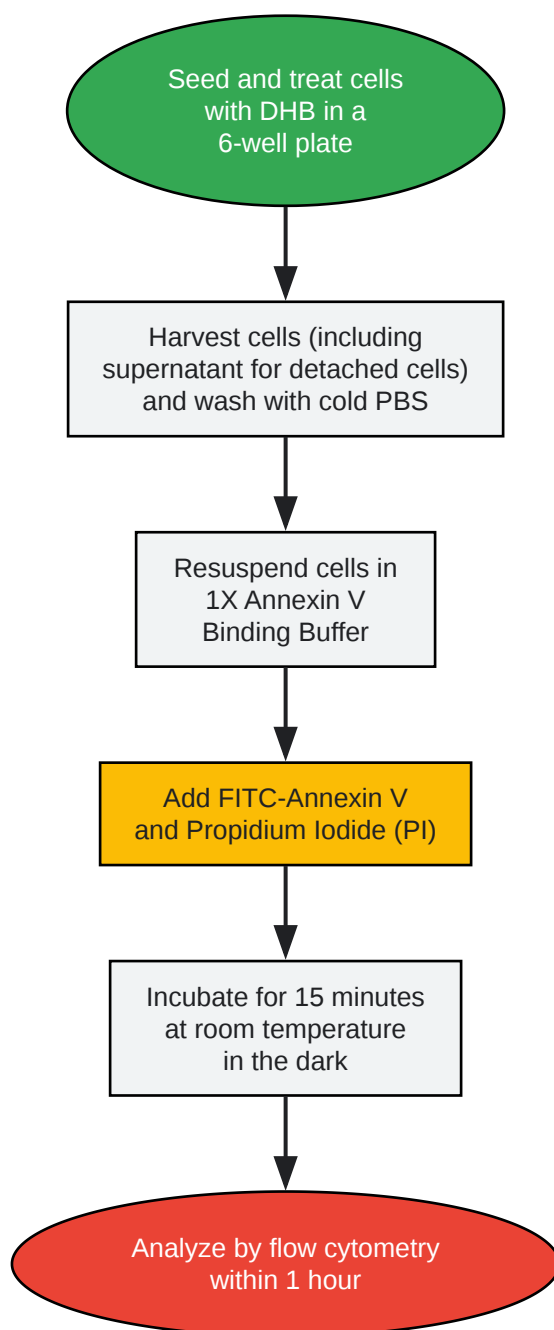 Seed and treat cells
with DHB in a
6-well plate
Harvest cells (including
supernatant for detached cells)
and wash with cold PBS
Resuspend cells in
1X Annexin V
Binding Buffer
Add FITC-Annexin V
and Propidium Iodide (PI)
Incubate for 15 minutes
at room temperature
in the dark
Analyze by flow cytometry
within 1 hour